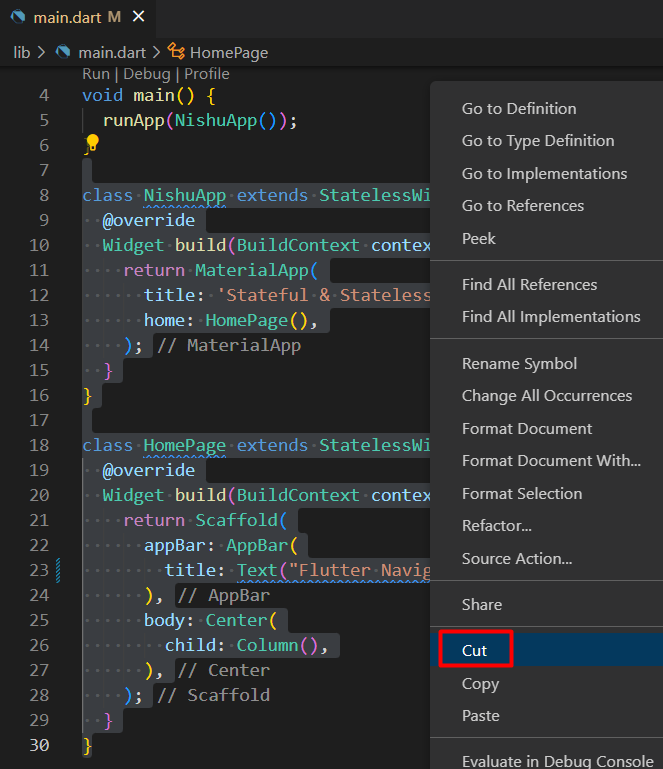 main.dart M
lib > main.dart > HomePage
Run | Debug | Profile
4 void main() {
5 runApp(NishuApp());
6 }
7
8 class NishuApp extends StatelessWi
9 @override
10 Widget build(BuildContext contex
11 return MaterialApp(
12 title: 'Stateful & Stateless
13 home: HomePage(),
14 ); // MaterialApp
15 }
16 }
17
18 class HomePage extends StatelessWi
19 @override
20 Widget build(BuildContext contex
21 return Scaffold(
22 appBar: AppBar(
23 title: Text("Flutter Navig
24 ), // AppBar
25 body: Center(
26 child: Column(),
27 ), // Center
28 ); // Scaffold
29 }
30 }
Go to Definition
Go to Type Definition
Go to Implementations
Go to References
Peek
Find All References
Find All Implementations
Rename Symbol
Change All Occurrences
Format Document
Format Document With...
Format Selection
Refactor...
Source Action...
Share
Cut
Copy
Paste
Evaluate in Debug Console